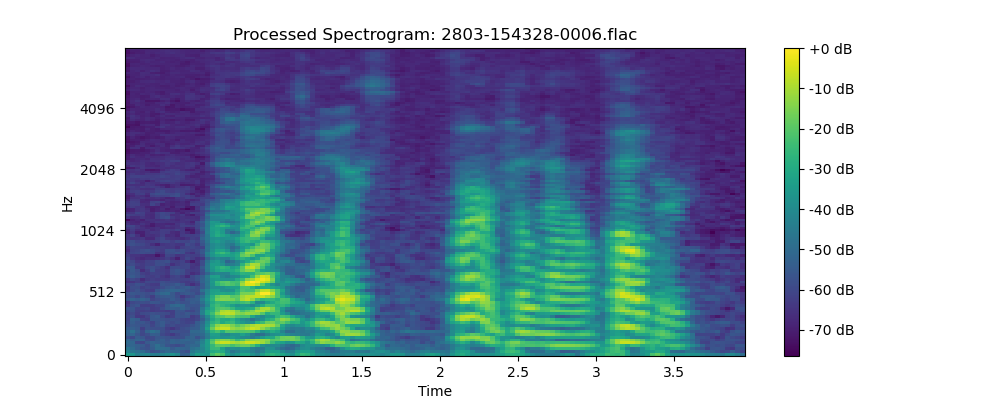 Processed Spectrogram: 2803-154328-0006.flac
+0 dB
4096
-10 dB
-20 dB
2048
-30 dB
Hz
1024
-40 dB
-50 dB
512
-60 dB
-70 dB
0
0 0.5 1 1.5 2 2.5 3 3.5
Time